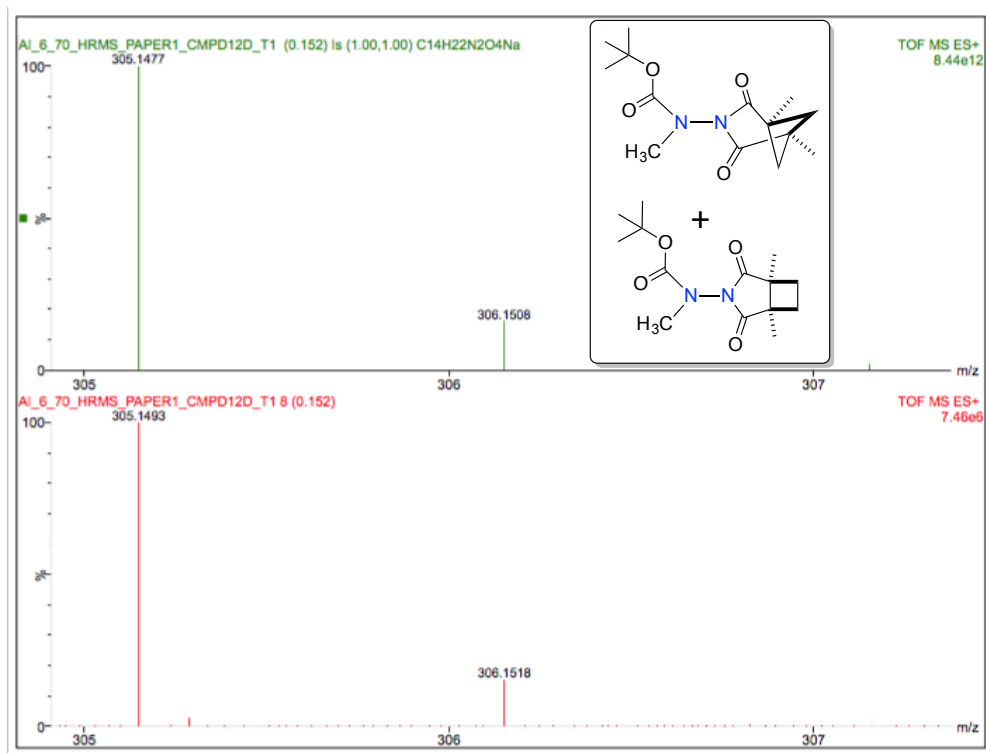 AI_6_70_HRMS_PAPER1_CMPD12D_T1 (0.152) Is (1.00,1.00) C14H22N2O4Na
TOF MS ES+
8.44e12
305.1477
100
%
306.1508
0
305
306
307
m/z
O
O
O
N
N
H3C
O
+
O
O
O
N
N
H3C
O
AI_6_70_HRMS_PAPER1_CMPD12D_T1 8 (0.152)
TOF MS ES+
7.46e6
305.1493
100
%
306.1518
0
305
306
307
m/z